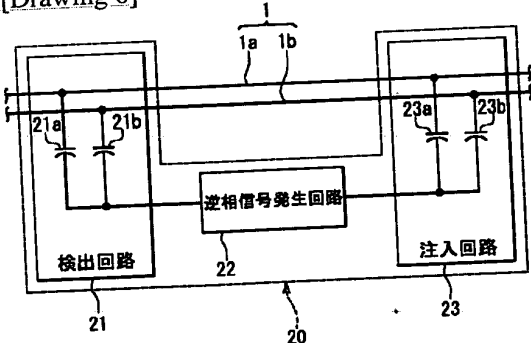 [Drawing 6]
1
1a 1b
21a 21b 23a 23b
逆相信号発生回路
検出回路 22 注入回路
21 20 23